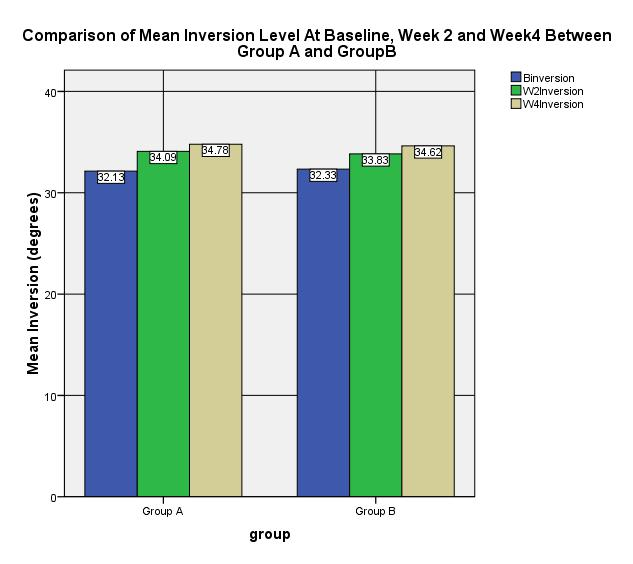 Comparison of Mean Inversion Level At Baseline, Week 2 and Week4 Between
Group A and GroupB
Binversion
W2Inversion
W4Inversion
Mean Inversion (degrees)
40
30
20
10
0
32.13
34.09
34.78
32.33
33.83
34.62
Group A
Group B
group